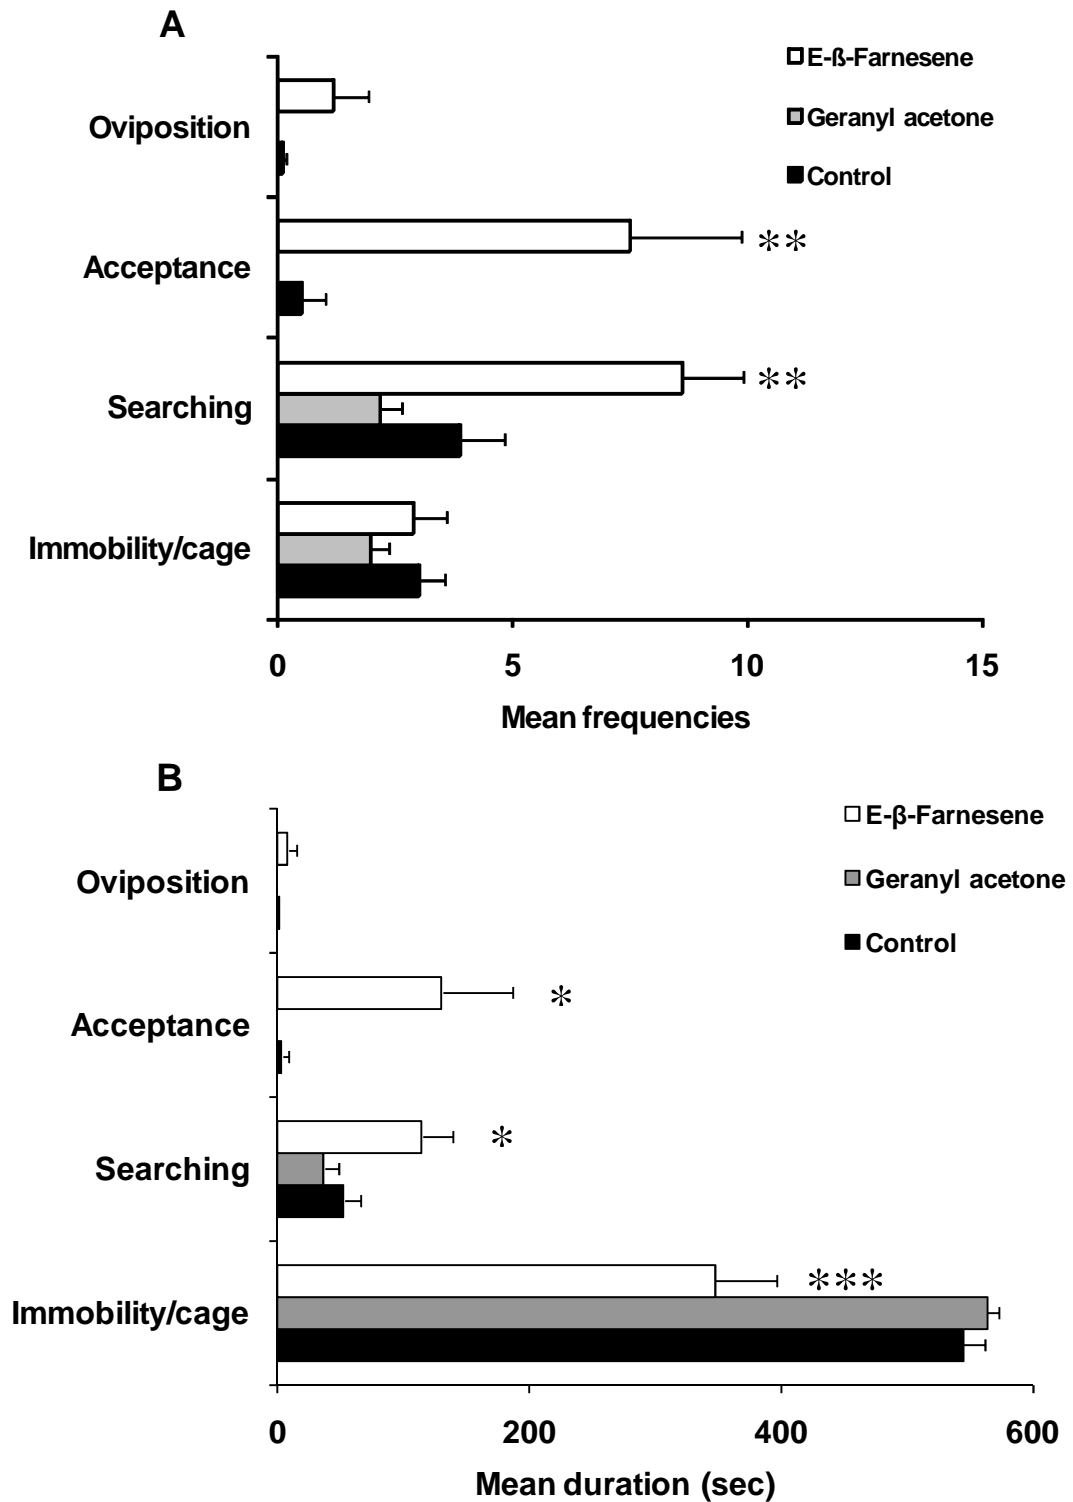 A
E-ß-Farnesene
Geranyl acetone
Control
Oviposition
Acceptance
**
Searching
**
Immobility/cage
0 5 10 15
Mean frequencies
B
E-β-Farnesene
Geranyl acetone
Control
Oviposition
Acceptance
*
Searching
*
Immobility/cage
***
0 200 400 600
Mean duration (sec)